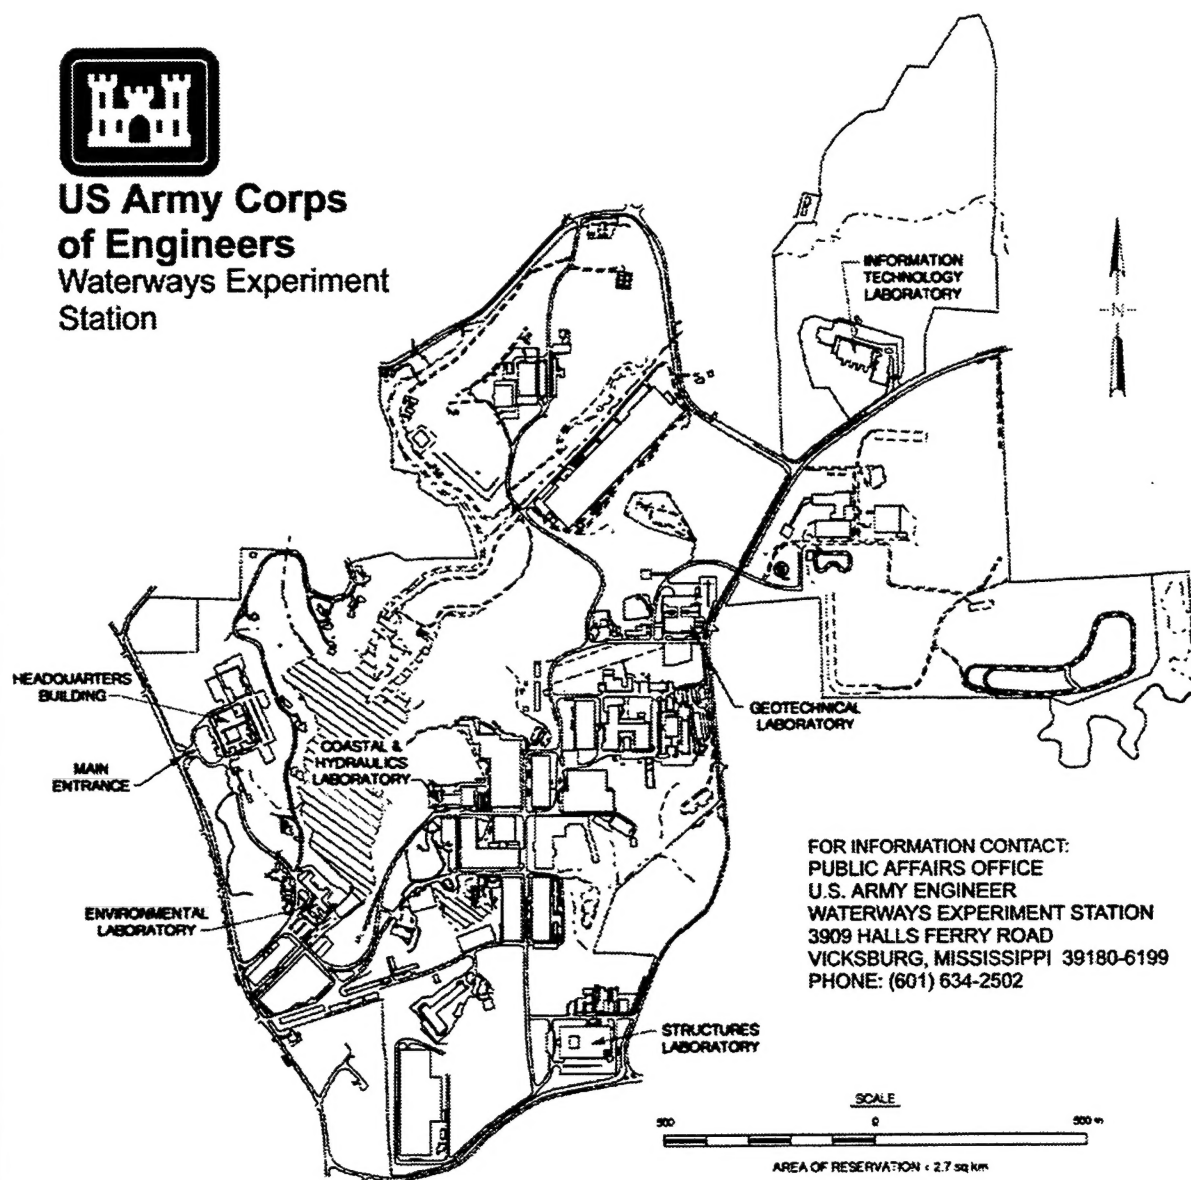 US Army Corps
of Engineers
Waterways Experiment
Station
INFORMATION
TECHNOLOGY
LABORATORY
N
HEADQUARTERS
BUILDING
MAIN
ENTRANCE
COASTAL &
HYDRAULICS
LABORATORY
GEOTECHNICAL
LABORATORY
ENVIRONMENTAL
LABORATORY
STRUCTURES
LABORATORY
FOR INFORMATION CONTACT:
PUBLIC AFFAIRS OFFICE
U.S. ARMY ENGINEER
WATERWAYS EXPERIMENT STATION
3909 HALLS FERRY ROAD
VICKSBURG, MISSISSIPPI 39180-6199
PHONE: (601) 634-2502
SCALE
500 0 500 m
AREA OF RESERVATION = 2.7 sq km